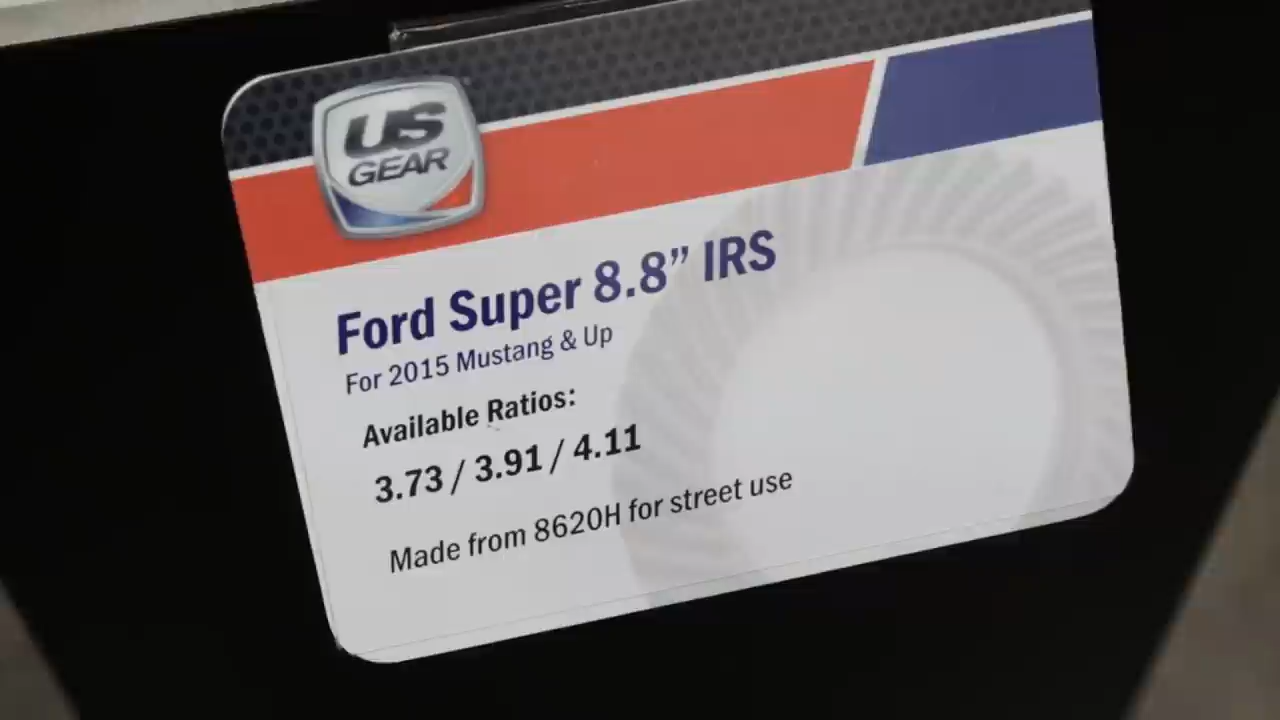 US
GEAR
Ford Super 8.8” IRS
For 2015 Mustang & Up
Available Ratios:
3.73 / 3.91 / 4.11
Made from 8620H for street use